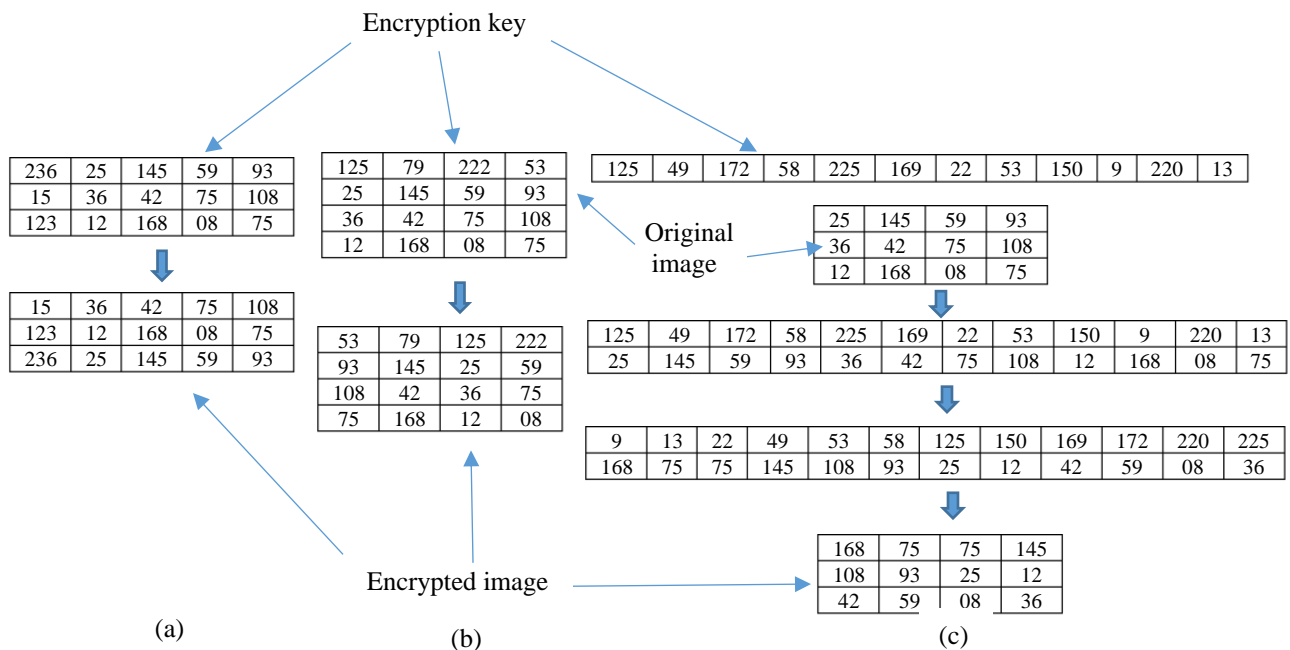 Encryption key
236 25 145 59 93
15 36 42 75 108
123 12 168 08 75
15 36 42 75 108
123 12 168 08 75
236 25 145 59 93
(a)
125 79 222 53
25 145 59 93
36 42 75 108
12 168 08 75
53 79 125 222
93 145 25 59
108 42 36 75
75 168 12 08
(b)
125 49 172 58 225 169 22 53 150 9 220 13
Original
image
25 145 59 93
36 42 75 108
12 168 08 75
125 49 172 58 225 169 22 53 150 9 220 13
25 145 59 93 36 42 75 108 12 168 08 75
9 13 22 49 53 58 125 150 169 172 220 225
168 75 75 145 108 93 25 12 42 59 08 36
Encrypted image
168 75 75 145
108 93 25 12
42 59 08 36
(c)